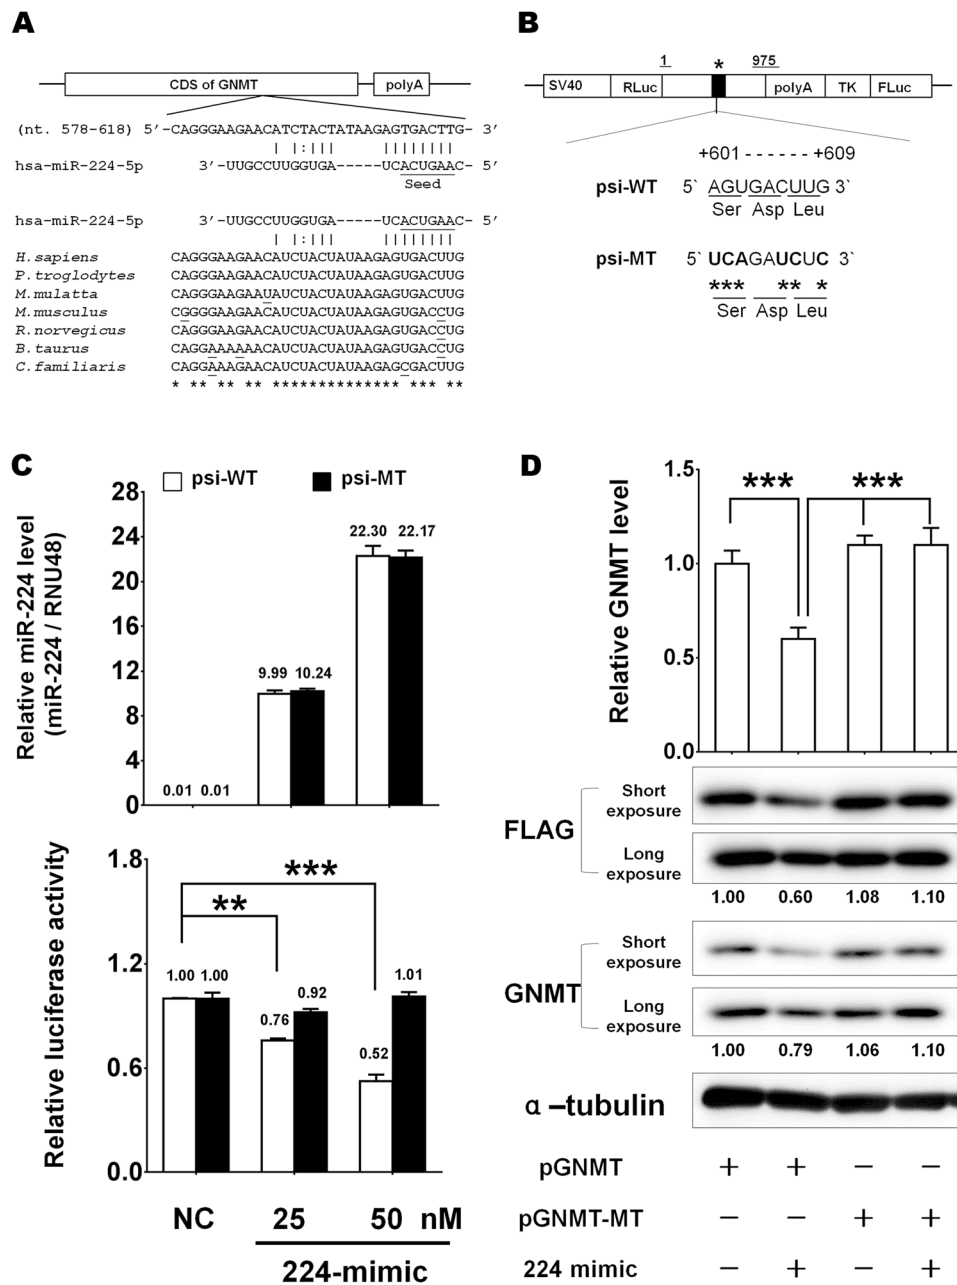 A
CDS of GNMT polyA
(nt. 578-618) 5′-CAGGGAAGAACATCTACTATAAGAGTGACTTG- 3′
hsa-miR-224-5p 3′-UUGCCUUGGUGA-----UCACUGAAC- 5′
Seed
hsa-miR-224-5p 3′-UUGCCUUGGUGA-----UCACUGAAC- 5′
H.sapiens CAGGGAAGAACAUCUACUAUAAGAGUGACUUG
P.troglodytes CAGGGAAGAACAUCUACUAUAAGAGUGACUUG
M.mulatta CAGGGAAGAAUAUCUACUAUAAGAGUGACUUG
M.musculus CGGGGAAGAACAUCUACUAUAAGAGUGACCUG
R.norvegicus CAGGGAAGAACAUCUACUAUAAGAGUGACCUG
B.taurus CAGGAAAAAACAUCUACUAUAAGAGUGACCUG
C.familiaris CAGGAAAGAACAUCUACUAUAAGAGCGACUUG
* ** ** ** ************** *** **
B
1 * 975
SV40 RLuc polyA TK FLuc
+601 - - - - - - +609
psi-WT 5` AGUGACUUG 3`
Ser Asp Leu
psi-MT 5` UCAGAUCUC 3`
*** ** *
Ser Asp Leu
C
psi-WT psi-MT
Relative miR-224 level
(miR-224 / RNU48)
28
24
20
16
12
8
4
0
0.01 0.01
9.99 10.24
22.30 22.17
Relative luciferase activity
1.8
1.2
0.6
0.0
** ***
1.00 1.00
0.76 0.92
0.52 1.01
NC 25 50 nM
224-mimic
D
Relative GNMT level
1.5
1.0
0.5
0.0
*** ***
FLAG
Short
exposure
Long
exposure
1.00 0.60 1.08 1.10
GNMT
Short
exposure
Long
exposure
1.00 0.79 1.06 1.10
α-tubulin
pGNMT + + − −
pGNMT-MT − − + +
224 mimic − + − +